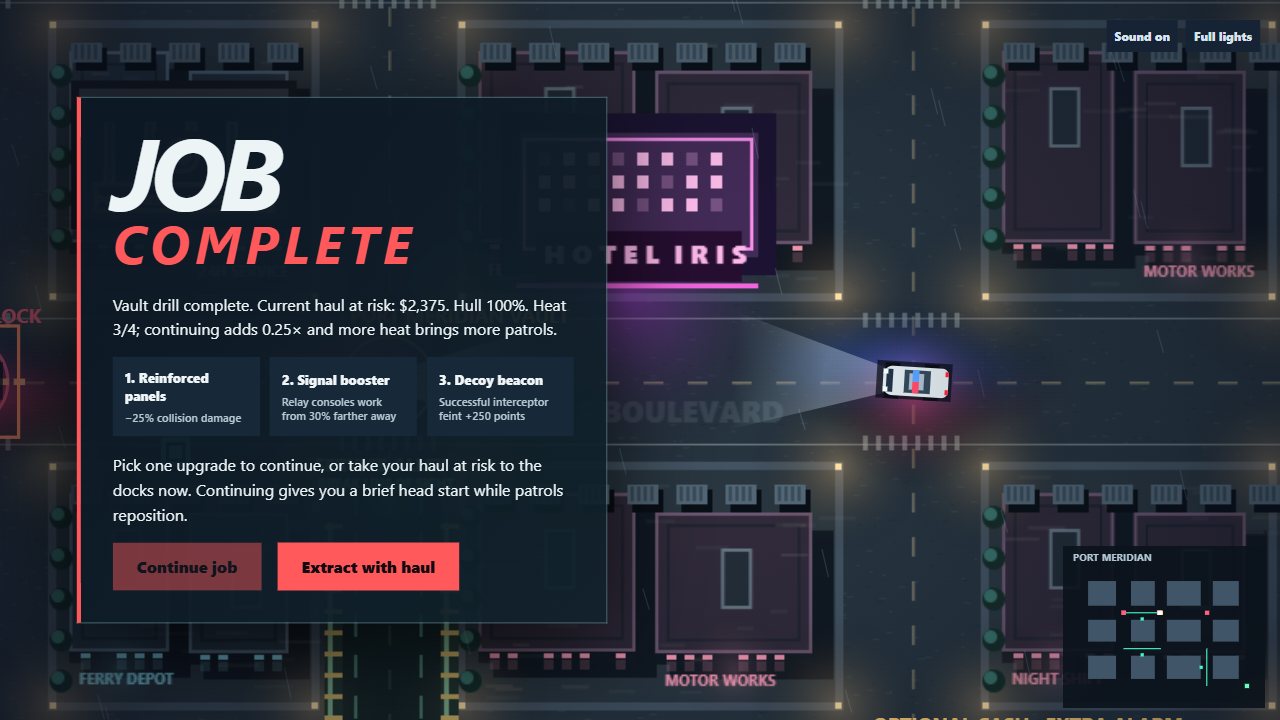 Sound on
Full lights
JOB
COMPLETE
HOTEL IRIS
MOTOR WORKS
Vault drill complete. Current haul at risk: $2,375. Hull 100%. Heat
3/4; continuing adds 0.25× and more heat brings more patrols.
1. Reinforced
panels
−25% collision damage
2. Signal booster
Relay consoles work
from 30% farther away
3. Decoy beacon
Successful interceptor
feint +250 points
BOULEVARD
Pick one upgrade to continue, or take your haul at risk to the
docks now. Continuing gives you a brief head start while patrols
reposition.
Continue job
Extract with haul
PORT MERIDIAN
FERRY DEPOT
MOTOR WORKS
NIGHT